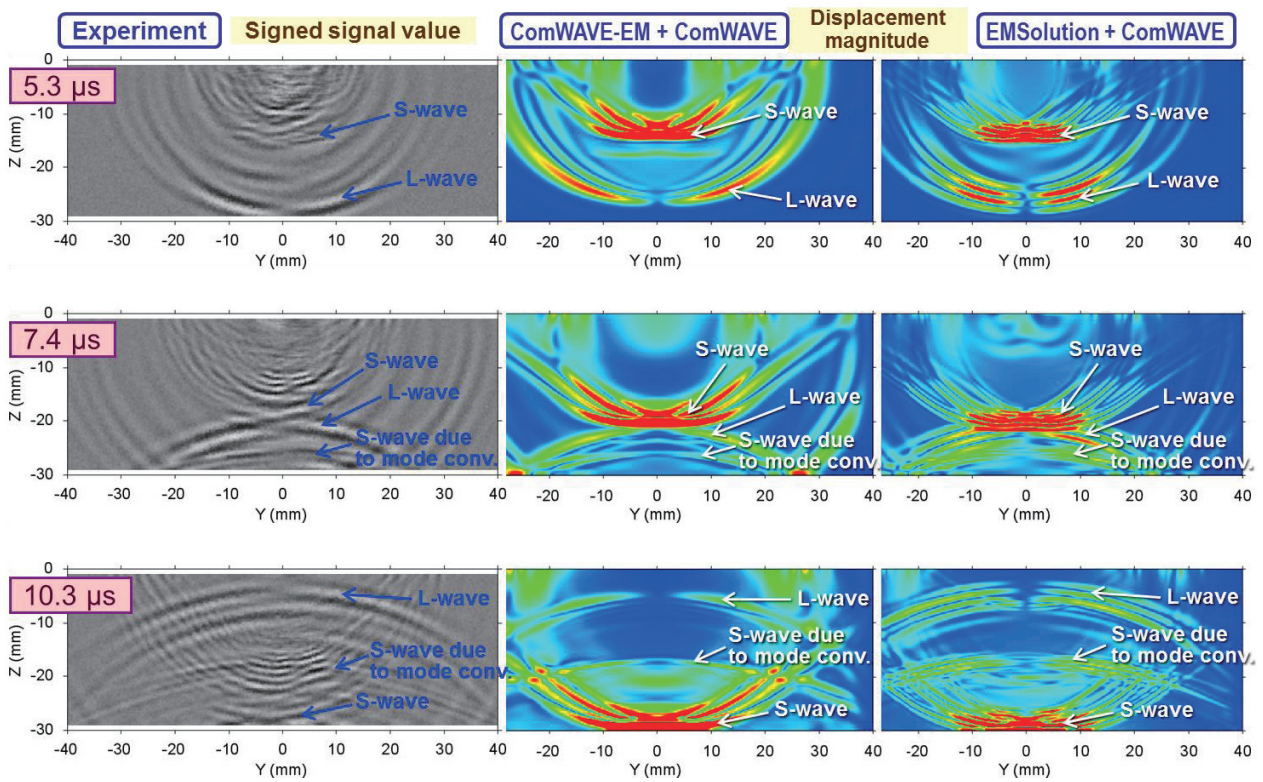 Experiment
Signed signal value
ComWAVE-EM + ComWAVE
Displacement
magnitude
EMSolution + ComWAVE
5.3 µs
Z (mm)
0
-10
-20
-30
S-wave
L-wave
-40 -30 -20 -10 0 10 20 30 40
Y (mm)
S-wave
L-wave
-20 -10 0 10 20 30
Y (mm)
S-wave
L-wave
-20 -10 0 10 20 30 40
Y (mm)
7.4 µs
Z (mm)
0
-10
-20
-30
S-wave
L-wave
S-wave due
to mode conv.
-40 -30 -20 -10 0 10 20 30 40
Y (mm)
S-wave
L-wave
S-wave due
to mode conv.
-20 -10 0 10 20 30
Y (mm)
S-wave
L-wave
S-wave due
to mode conv.
-20 -10 0 10 20 30 40
Y (mm)
10.3 µs
Z (mm)
0
-10
-20
-30
L-wave
S-wave due
to mode conv.
S-wave
-40 -30 -20 -10 0 10 20 30 40
Y (mm)
L-wave
S-wave due
to mode conv.
S-wave
-20 -10 0 10 20 30
Y (mm)
L-wave
S-wave due
to mode conv.
S-wave
-20 -10 0 10 20 30 40
Y (mm)